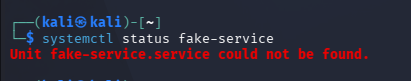 ┌──(kali㉿kali)-[~]
└─$ systemctl status fake-service
Unit fake-service.service could not be found.